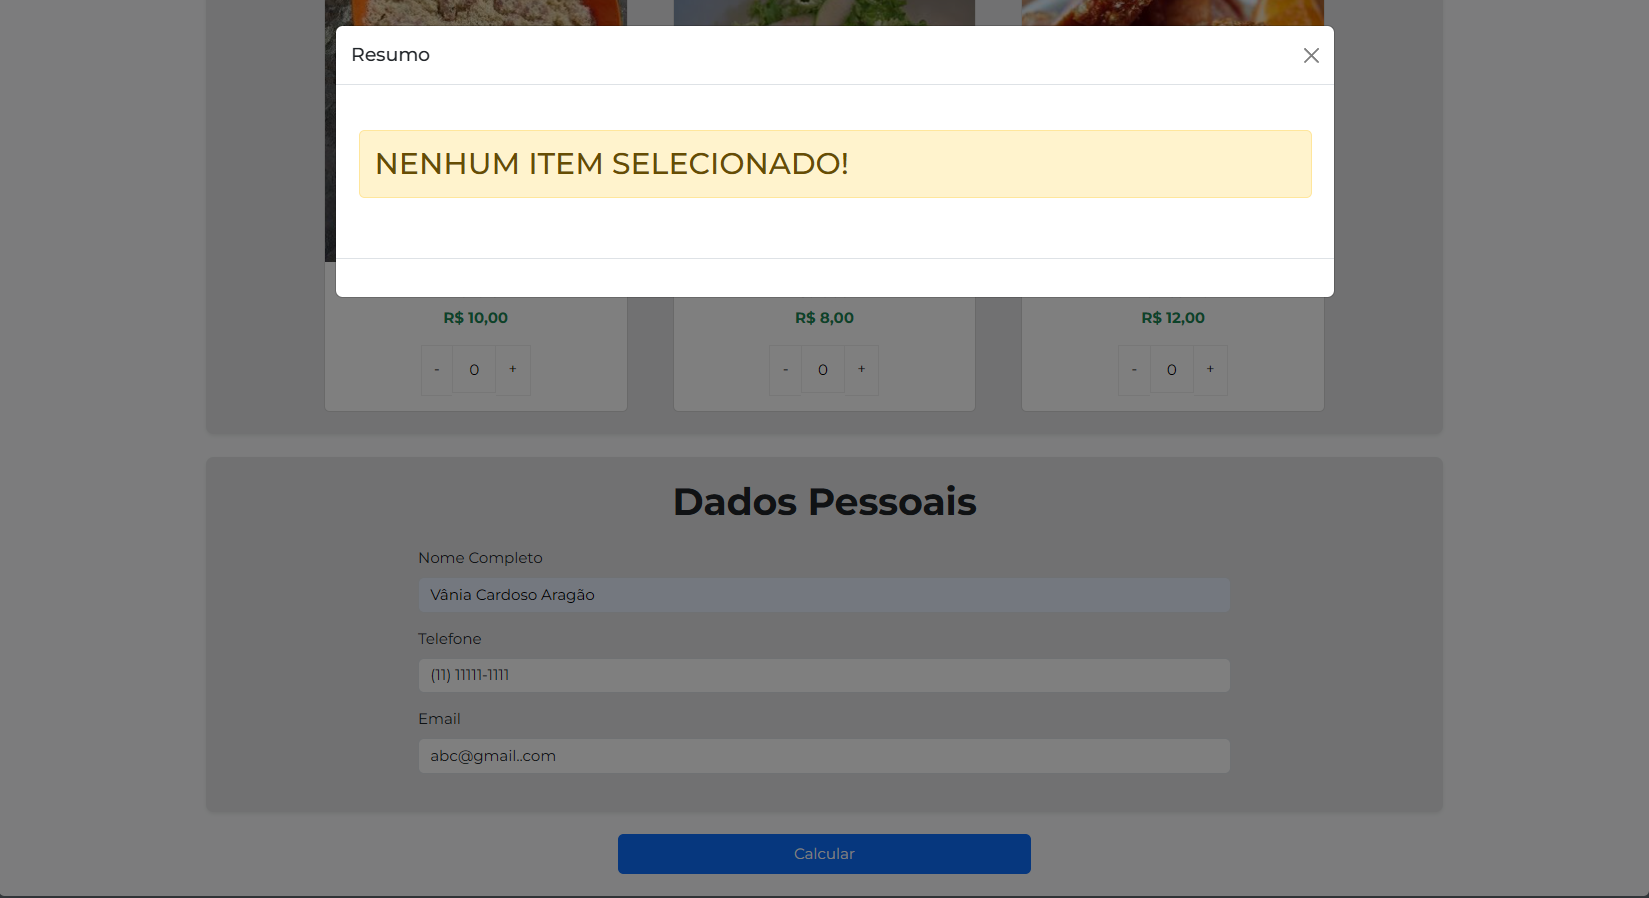 Resumo
NENHUM ITEM SELECIONADO!
R$ 10,00
R$ 8,00
R$ 12,00
- 0 +
- 0 +
- 0 +
Dados Pessoais
Nome Completo
Vânia Cardoso Aragão
Telefone
(11) 11111-1111
Email
abc@gmail..com
Calcular